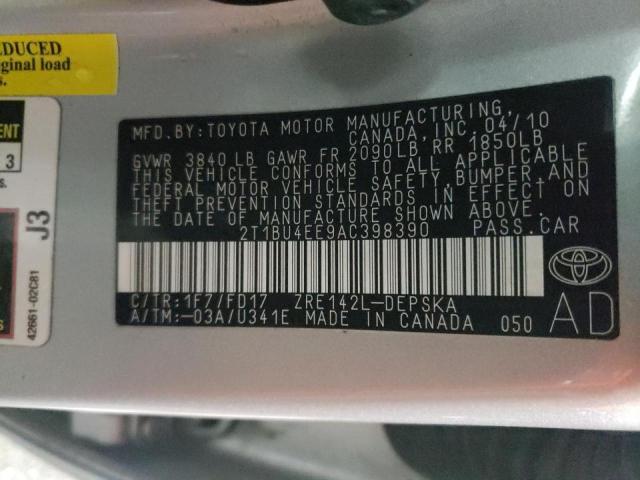 EDUCED
ginal load
s.
ENT
3
s.
J3
42661-02C81
MFD. BY: TOYOTA MOTOR MANUFACTURING,
CANADA, INC. 04/10
GVWR 3840 LB GAWR FR 2090LB, RR 1850LB
THIS VEHICLE CONFORMS TO ALL APPLICABLE
FEDERAL MOTOR VEHICLE SAFETY, BUMPER, AND
THEFT PREVENTION STANDARDS IN EFFECT ON
THE DATE OF MANUFACTURE SHOWN ABOVE.
2T1BU4EE9AC398390 PASS.CAR
C/TR:1F7/FD17 ZRE142L-DEPSKA
A/TM:-03A/U341E MADE IN CANADA 050
AD